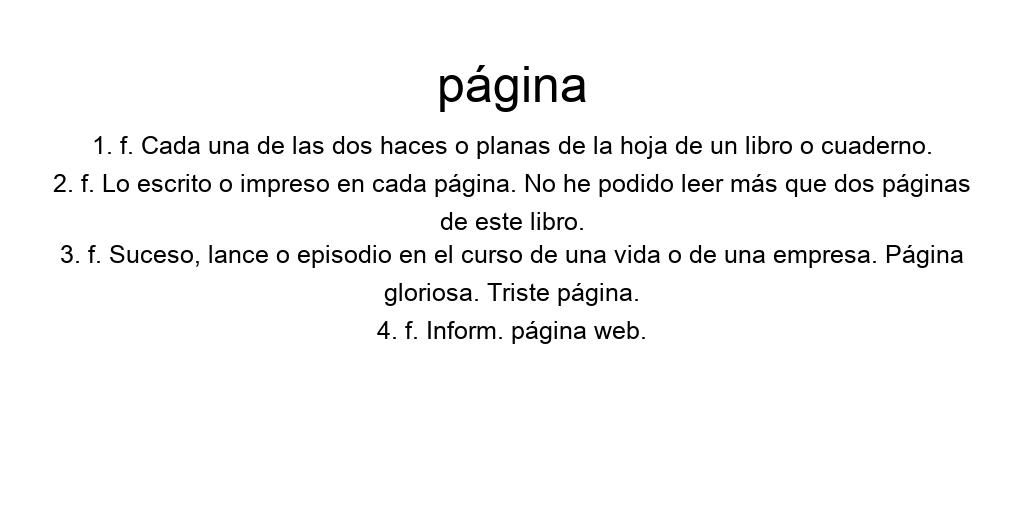 página
1. f. Cada una de las dos haces o planas de la hoja de un libro o cuaderno.
2. f. Lo escrito o impreso en cada página. No he podido leer más que dos páginas
de este libro.
3. f. Suceso, lance o episodio en el curso de una vida o de una empresa. Página
gloriosa. Triste página.
4. f. Inform. página web.